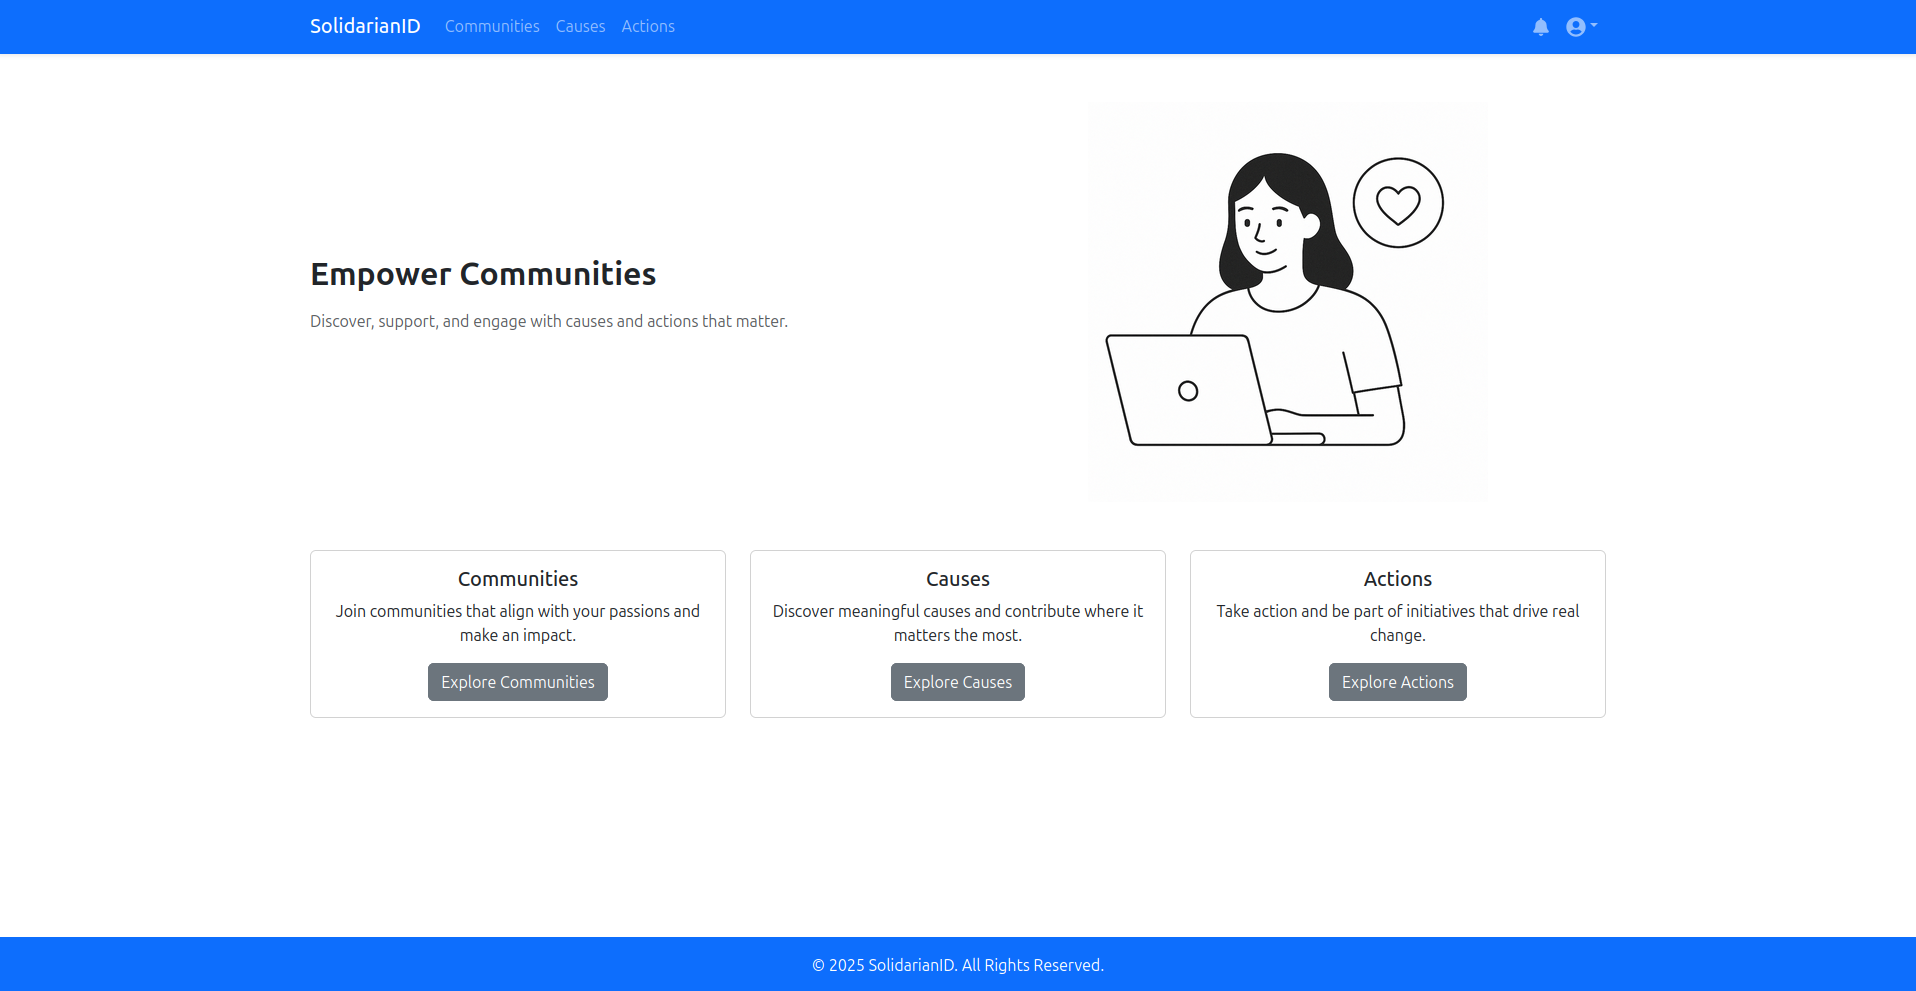 SolidarianID Communities Causes Actions
Empower Communities
Discover, support, and engage with causes and actions that matter.
Communities
Join communities that align with your passions and
make an impact.
Explore Communities
Causes
Discover meaningful causes and contribute where it
matters the most.
Explore Causes
Actions
Take action and be part of initiatives that drive real
change.
Explore Actions
© 2025 SolidarianID. All Rights Reserved.